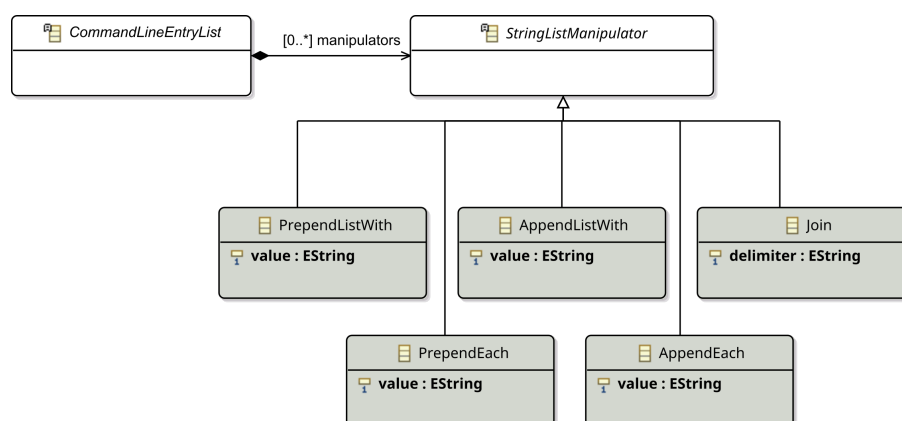 CommandLineEntryList
[0..*] manipulators
StringListManipulator
PrependListWith
value : EString
AppendListWith
value : EString
Join
delimiter : EString
PrependEach
value : EString
AppendEach
value : EString